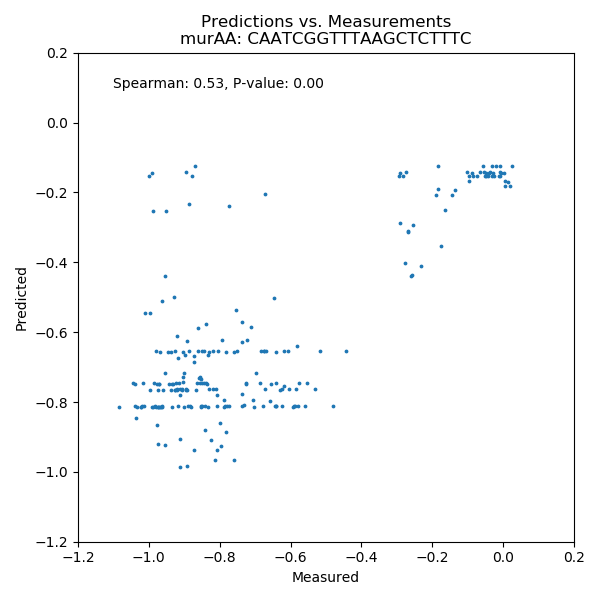 Predictions vs. Measurements
murAA: CAATCGGTTTAAGCTCTTTC
Spearman: 0.53, P-value: 0.00
0.2
0.0
−0.2
−0.4
−0.6
−0.8
−1.0
−1.2
Predicted
−1.2 −1.0 −0.8 −0.6 −0.4 −0.2 0.0 0.2
Measured